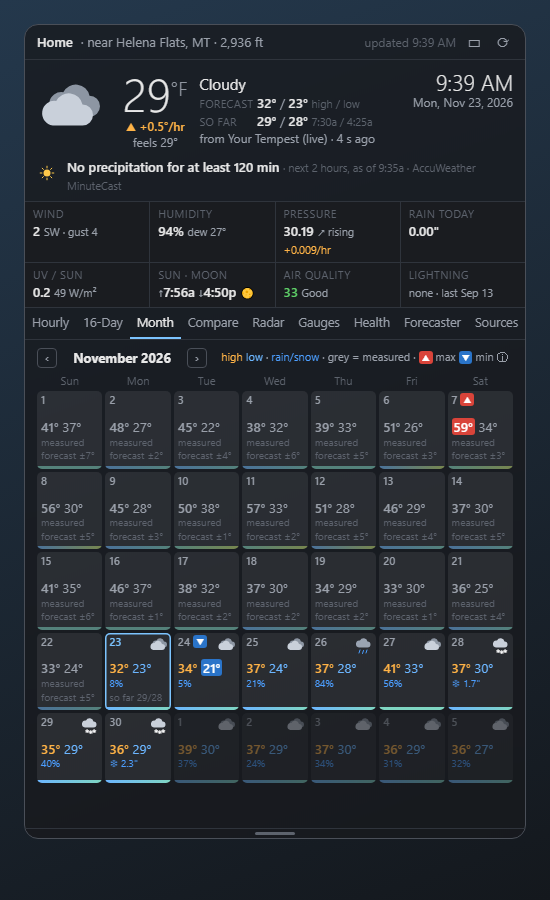 Home · near Helena Flats, MT · 2,936 ft updated 9:39 AM
29°F
▲ +0.5°/hr
feels 29°
Cloudy
FORECAST 32° / 23° high / low
SO FAR 29° / 28° 7:30a / 4:25a
from Your Tempest (live) · 4 s ago
9:39 AM
Mon, Nov 23, 2026
No precipitation for at least 120 min · next 2 hours, as of 9:35a · AccuWeather
MinuteCast
WIND HUMIDITY PRESSURE RAIN TODAY
2 SW · gust 4 94% dew 27° 30.19 ↗ rising 0.00"
+0.009/hr
UV / SUN SUN · MOON AIR QUALITY LIGHTNING
0.2 49 W/m² ↑7:56a ↓4:50p 33 Good none · last Sep 13
Hourly 16-Day Month Compare Radar Gauges Health Forecaster Sources
‹ November 2026 › high low · rain/snow · grey = measured · ▲ max ▼ min ⓘ
Sun Mon Tue Wed Thu Fri Sat
1 2 3 4 5 6 7 ▲
41° 37° 48° 27° 45° 22° 38° 32° 39° 33° 51° 26° 59° 34°
measured measured measured measured measured measured measured
forecast ±7° forecast ±2° forecast ±4° forecast ±6° forecast ±5° forecast ±3° forecast ±3°
8 9 10 11 12 13 14
56° 30° 45° 28° 50° 38° 57° 33° 51° 28° 46° 29° 37° 30°
measured measured measured measured measured measured measured
forecast ±5° forecast ±3° forecast ±1° forecast ±2° forecast ±5° forecast ±4° forecast ±5°
15 16 17 18 19 20 21
41° 35° 46° 37° 38° 32° 37° 30° 34° 29° 33° 30° 36° 25°
measured measured measured measured measured measured measured
forecast ±6° forecast ±1° forecast ±2° forecast ±2° forecast ±2° forecast ±1° forecast ±4°
22 23 24 ▼ 25 26 27 28
33° 24° 32° 23° 34° 21° 37° 24° 37° 28° 41° 33° 37° 30°
measured 8% 5% 21% 84% 56% ❄ 1.7"
forecast ±5° so far 29/28
29 30 1 2 3 4 5
35° 29° 36° 29° 39° 30° 37° 29° 37° 30° 36° 29° 36° 27°
40% ❄ 2.3" 37% 24% 34% 31% 32%